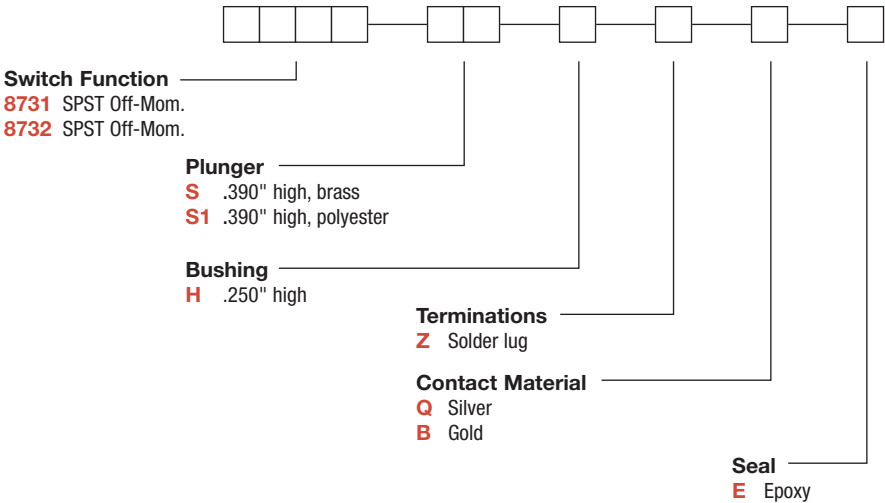 Switch Function
8731 SPST Off-Mom.
8732 SPST Off-Mom.
Plunger
S .390" high, brass
S1 .390" high, polyester
Bushing
H .250" high
Terminations
Z Solder lug
Contact Material
Q Silver
B Gold
Seal
E Epoxy